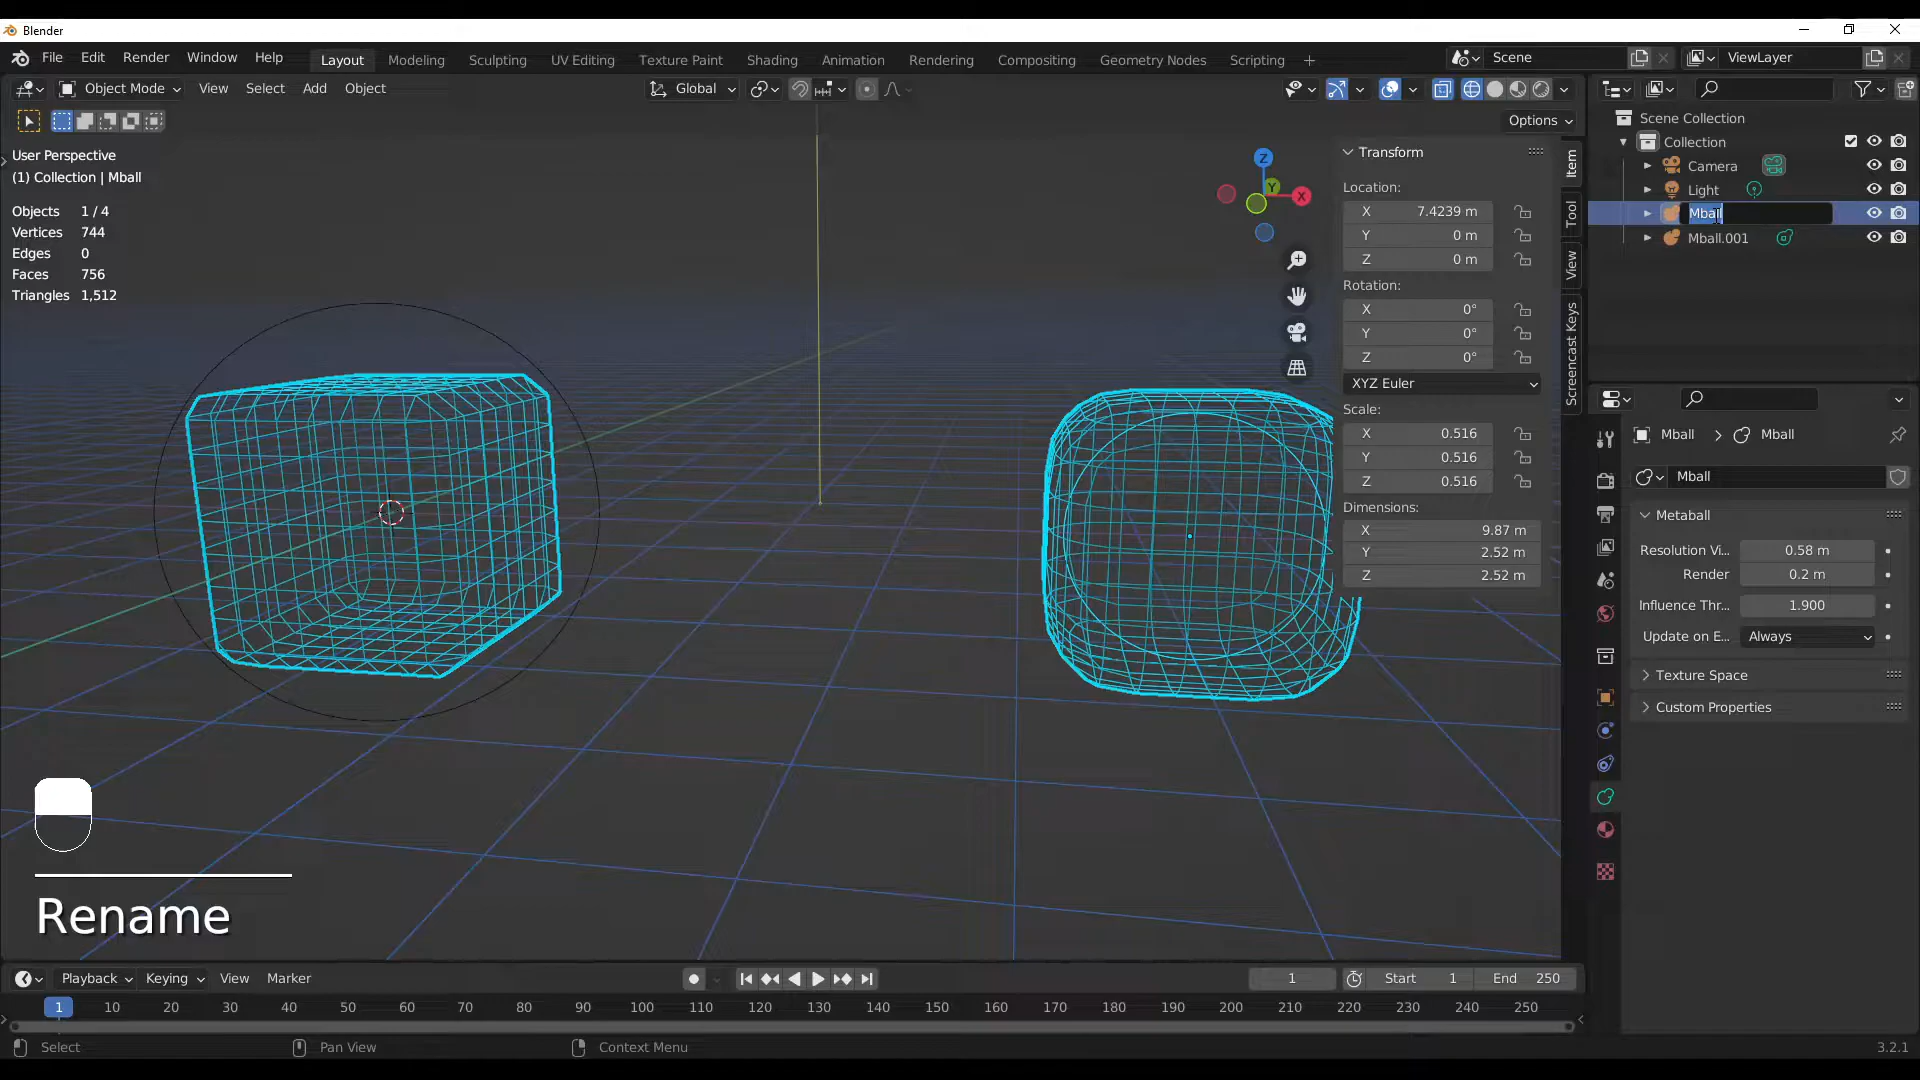 Blender
File Edit Render Window Help Layout Modeling Sculpting UV Editing Texture Paint Shading Animation Rendering Compositing Geometry Nodes Scripting + Scene ViewLayer
Object Mode View Select Add Object Global
Options
User Perspective
(1) Collection | Mball
Objects 1 / 4
Vertices 744
Edges 0
Faces 756
Triangles 1,512
Z
Y
X
Transform
Location:
X 7.4239 m
Y 0 m
Z 0 m
Rotation:
X 0°
Y 0°
Z 0°
XYZ Euler
Scale:
X 0.516
Y 0.516
Z 0.516
Dimensions:
X 9.87 m
Y 2.52 m
Z 2.52 m
Item
Tool
View
Screencast Keys
Scene Collection
Collection
Camera
Light
Mball
Mball.001
Mball Mball
Mball
Metaball
Resolution Vi... 0.58 m
Render 0.2 m
Influence Thr... 1.900
Update on E... Always
Texture Space
Custom Properties
Rename
Playback Keying View Marker 1 Start 1 End 250
1 10 20 30 40 50 60 70 80 90 100 110 120 130 140 150 160 170 180 190 200 210 220 230 240 250
Select Pan View Context Menu 3.2.1